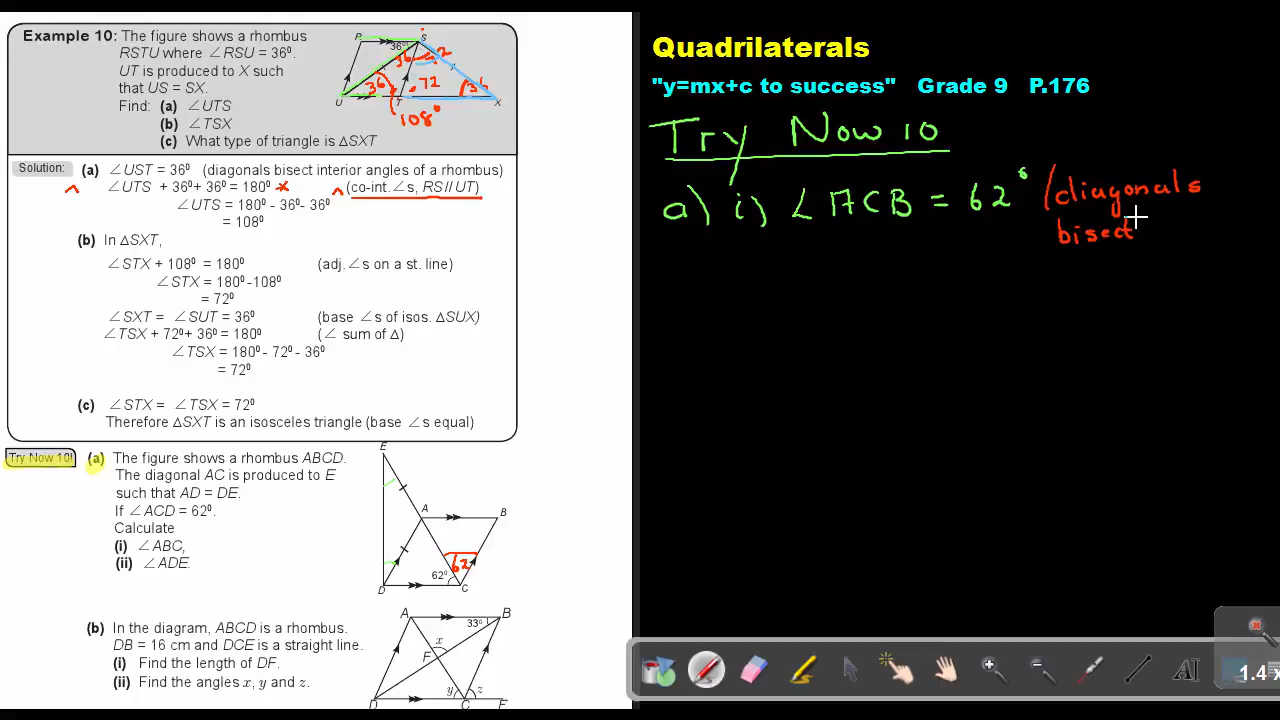 Example 10: The figure shows a rhombus
RSTU where ∠RSU = 36⁰.
UT is produced to X such
that US = SX.
Find: (a) ∠UTS
(b) ∠TSX
(c) What type of triangle is ΔSXT
R
S
36⁰
36
72
36
72
36
U
T
X
108°
Solution:
(a) ∠UST = 36⁰ (diagonals bisect interior angles of a rhombus)
∠UTS + 36⁰+ 36⁰ = 180⁰ (co-int. ∠s, RS//UT)
∠UTS = 180⁰ - 36⁰- 36⁰
= 108⁰
(b) In ΔSXT,
∠STX + 108⁰ = 180⁰ (adj. ∠s on a st. line)
∠STX = 180⁰ -108⁰
= 72⁰
∠SXT = ∠SUT = 36⁰ (base ∠s of isos. ΔSUX)
∠TSX + 72⁰+ 36⁰ = 180⁰ (∠ sum of Δ)
∠TSX = 180⁰ - 72⁰ - 36⁰
= 72⁰
(c) ∠STX = ∠TSX = 72⁰
Therefore ΔSXT is an isosceles triangle (base ∠s equal)
Try Now 10!
(a) The figure shows a rhombus ABCD.
The diagonal AC is produced to E
such that AD = DE.
If ∠ACD = 62⁰.
Calculate
(i) ∠ABC,
(ii) ∠ADE.
E
A
B
62⁰
62
D
C
(b) In the diagram, ABCD is a rhombus.
DB = 16 cm and DCE is a straight line.
(i) Find the length of DF.
(ii) Find the angles x, y and z.
A
B
33⁰
x
F
y
z
D
C
E
Quadrilaterals
"y=mx+c to success" Grade 9 P.176
Try Now 10
a) i) ∠ACB = 62° (diagonals
bisect
AI
1.4 x